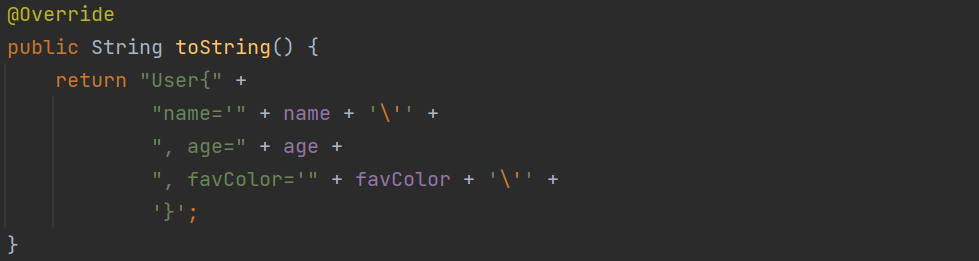 @Override
public String toString() {
    return "User{" +
            "name='" + name + '\'' +
            ", age=" + age +
            ", favColor='" + favColor + '\'' +
            '}';
}